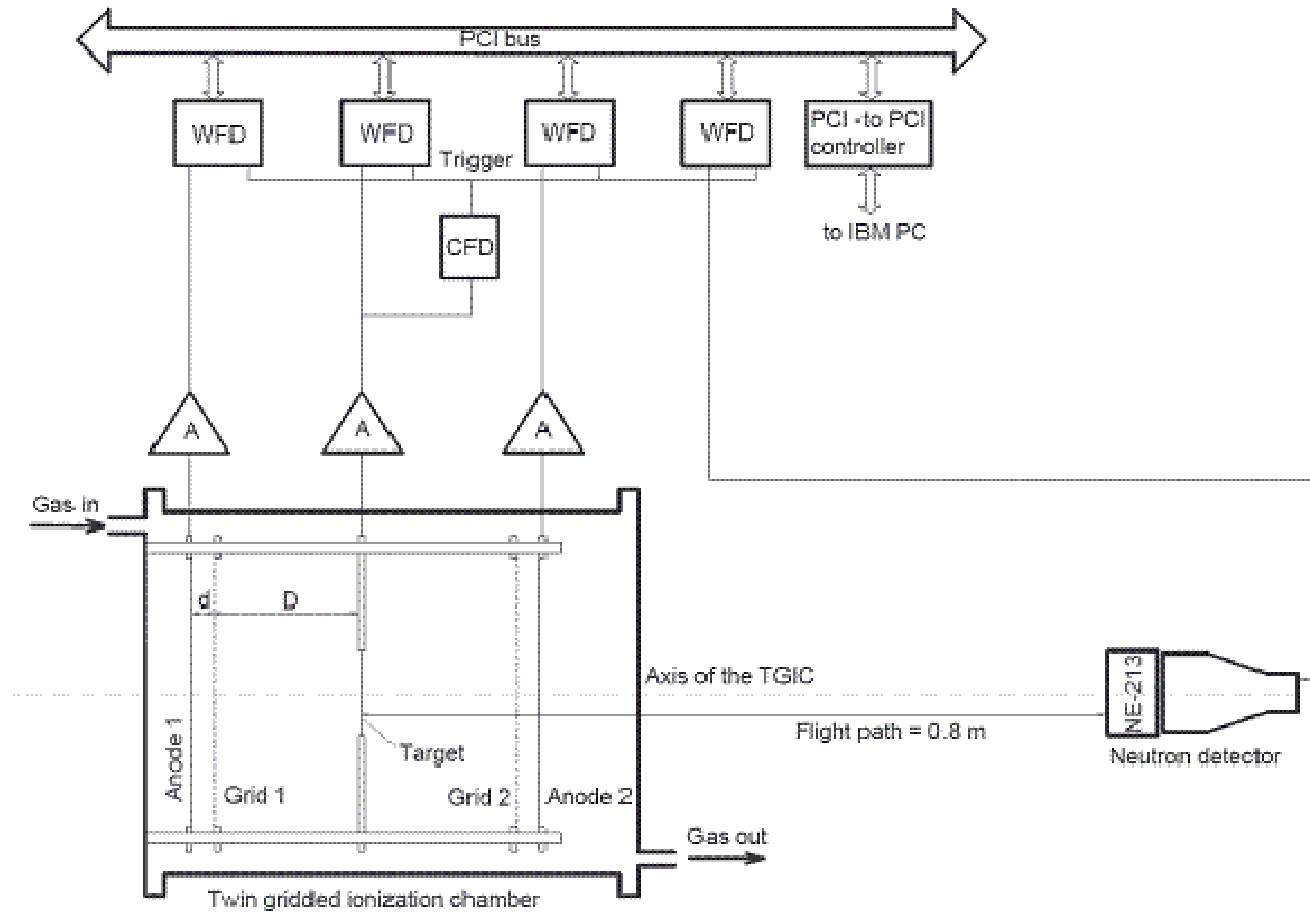 PCI bus
WFD
WFD
WFD
WFD
PCI -to PCI
controller
Trigger
CFD
to IBM PC
A
A
A
Gas in
d
D
Axis of the TGIC
NE-213
Flight path = 0.8 m
Target
Neutron detector
Anode 1
Grid 1
Grid 2
Anode 2
Gas out
Twin gridded ionization chamber